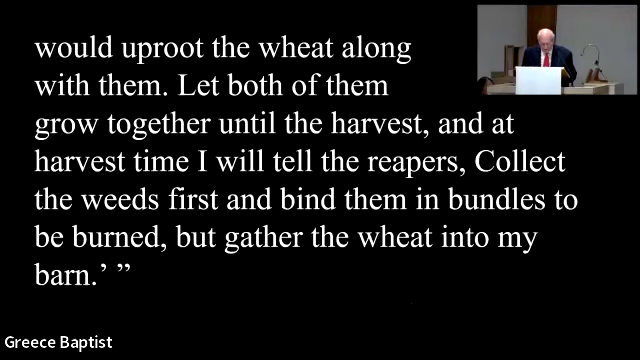 would uproot the wheat along
with them. Let both of them
grow together until the harvest, and at
harvest time I will tell the reapers, Collect
the weeds first and bind them in bundles to
be burned, but gather the wheat into my
barn.’ ”
Greece Baptist